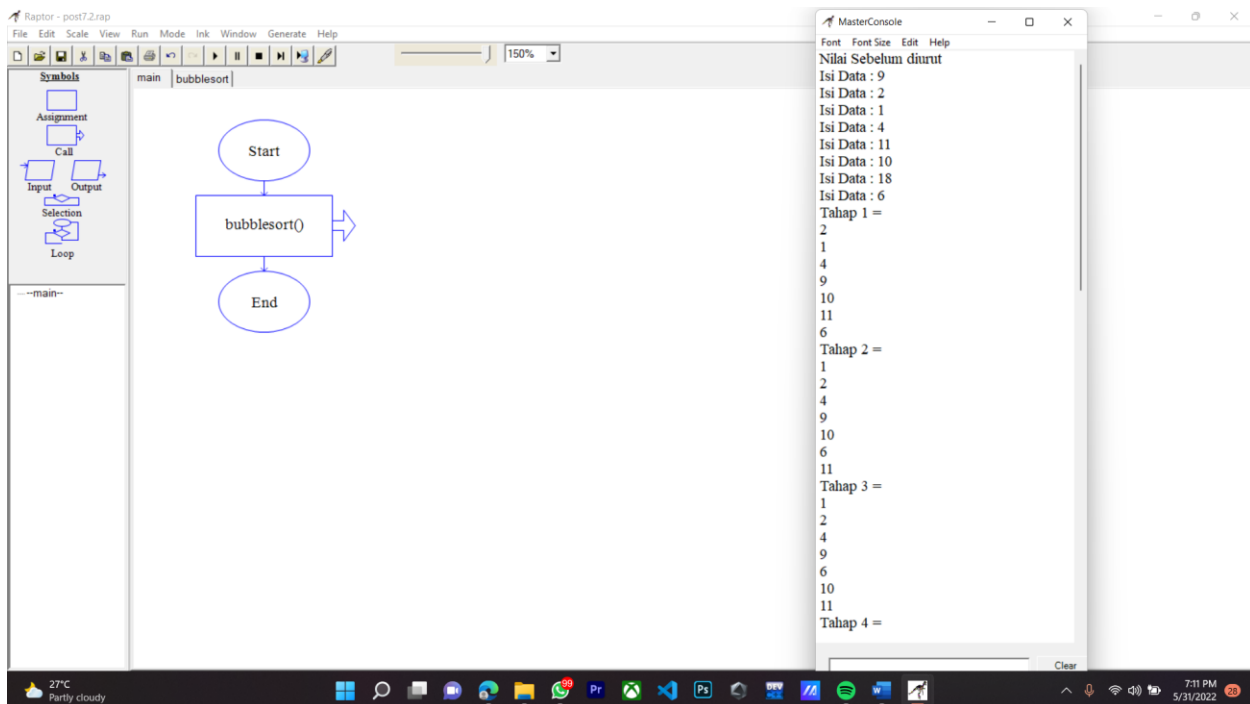 Raptor - post7.2.rap
File Edit Scale View Run Mode Ink Window Generate Help
150%
Symbols
Assignment
Call
Input Output
Selection
Loop
--main--
main bubblesort
Start
bubblesort()
End
MasterConsole
Font Font Size Edit Help
Nilai Sebelum diurut
Isi Data : 9
Isi Data : 2
Isi Data : 1
Isi Data : 4
Isi Data : 11
Isi Data : 10
Isi Data : 18
Isi Data : 6
Tahap 1 =
2
1
4
9
10
11
6
Tahap 2 =
1
2
4
9
10
6
11
Tahap 3 =
1
2
4
9
6
10
11
Tahap 4 =
Clear
27°C
Partly cloudy
99
Pr
Ps
DEV
W
7:11 PM
5/31/2022
28